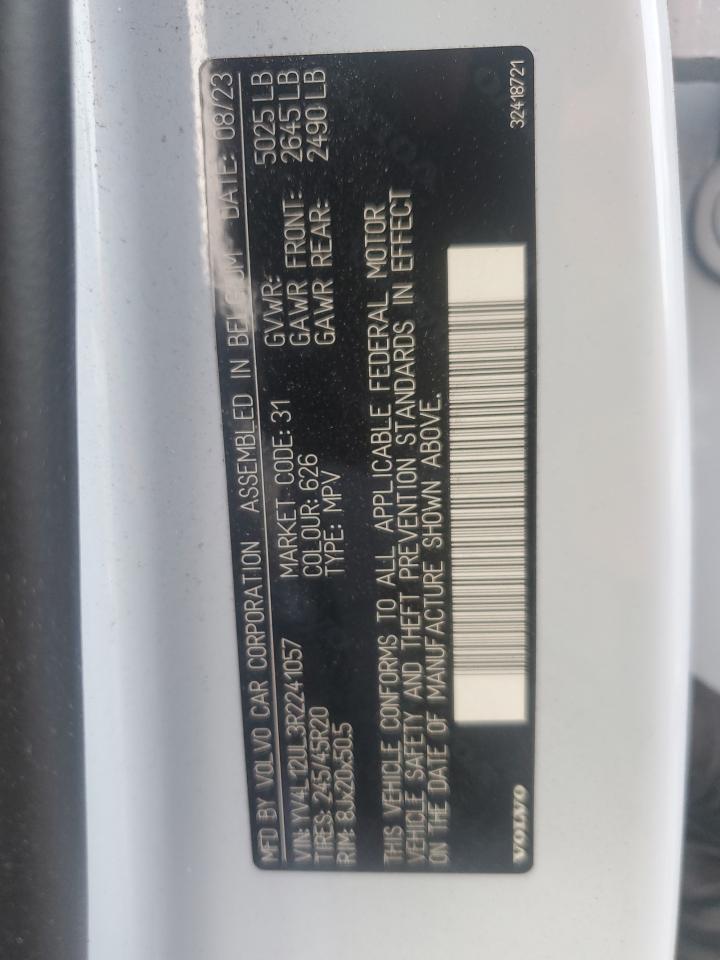 MFD BY VOLVO CAR CORPORATION ASSEMBLED IN BELGIUM DATE: 08/23
VIN: YV4L12UL3R2241057 MARKET CODE: 31 GVWR: 5025 LB
TIRES: 245/45R20 COLOUR: 626 GAWR FRONT: 2645 LB
RIM: 8Jx20x50.5 TYPE: MPV GAWR REAR: 2490 LB
THIS VEHICLE CONFORMS TO ALL APPLICABLE FEDERAL MOTOR
VEHICLE SAFETY AND THEFT PREVENTION STANDARDS IN EFFECT
ON THE DATE OF MANUFACTURE SHOWN ABOVE.
VOLVO 32418721